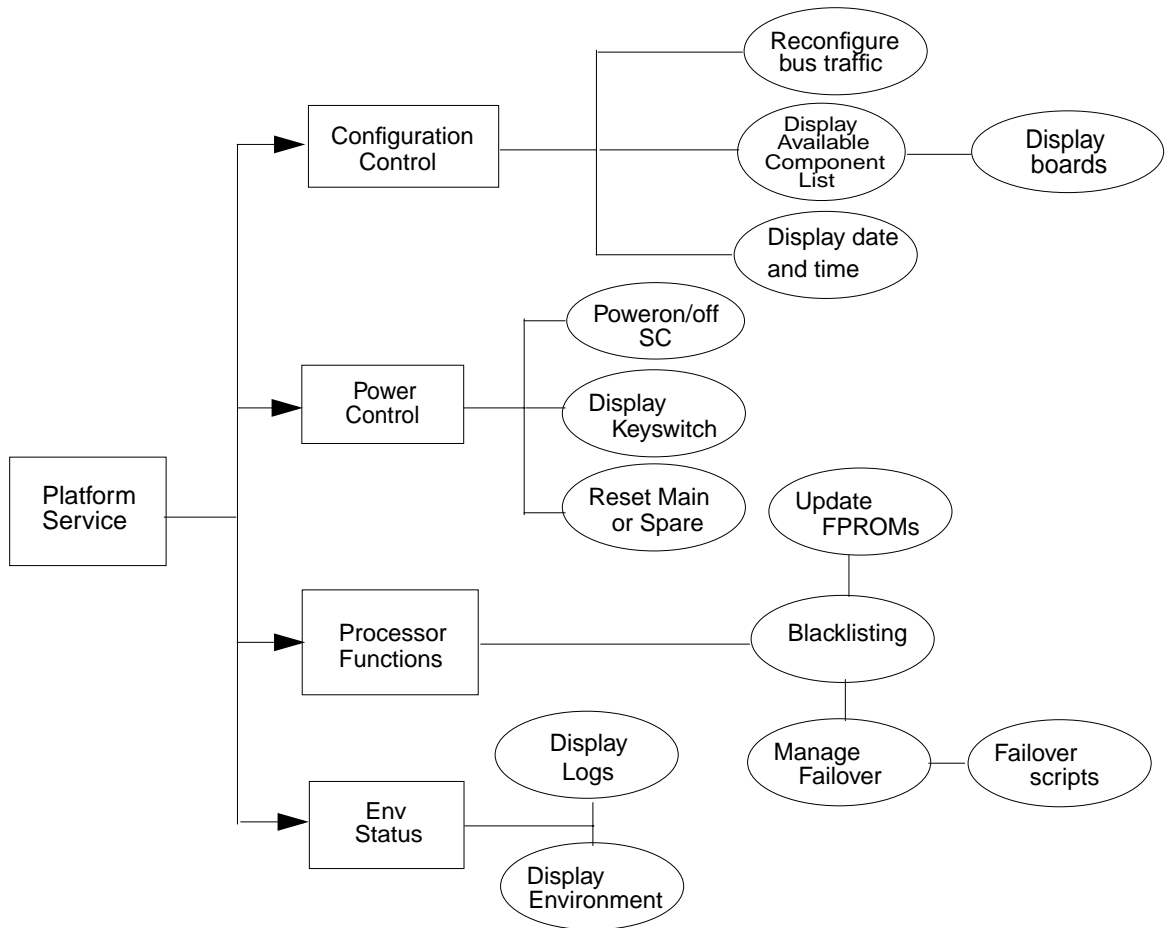 Reconfigure
bus traffic
Configuration
Control
Display
Available
Component
List
Display
boards
Display date
and time
Poweron/off
SC
Power
Control
Display
Keyswitch
Reset Main
or Spare
Platform
Service
Update
FPROMs
Processor
Functions
Blacklisting
Manage
Failover
Failover
scripts
Display
Logs
Env
Status
Display
Environment